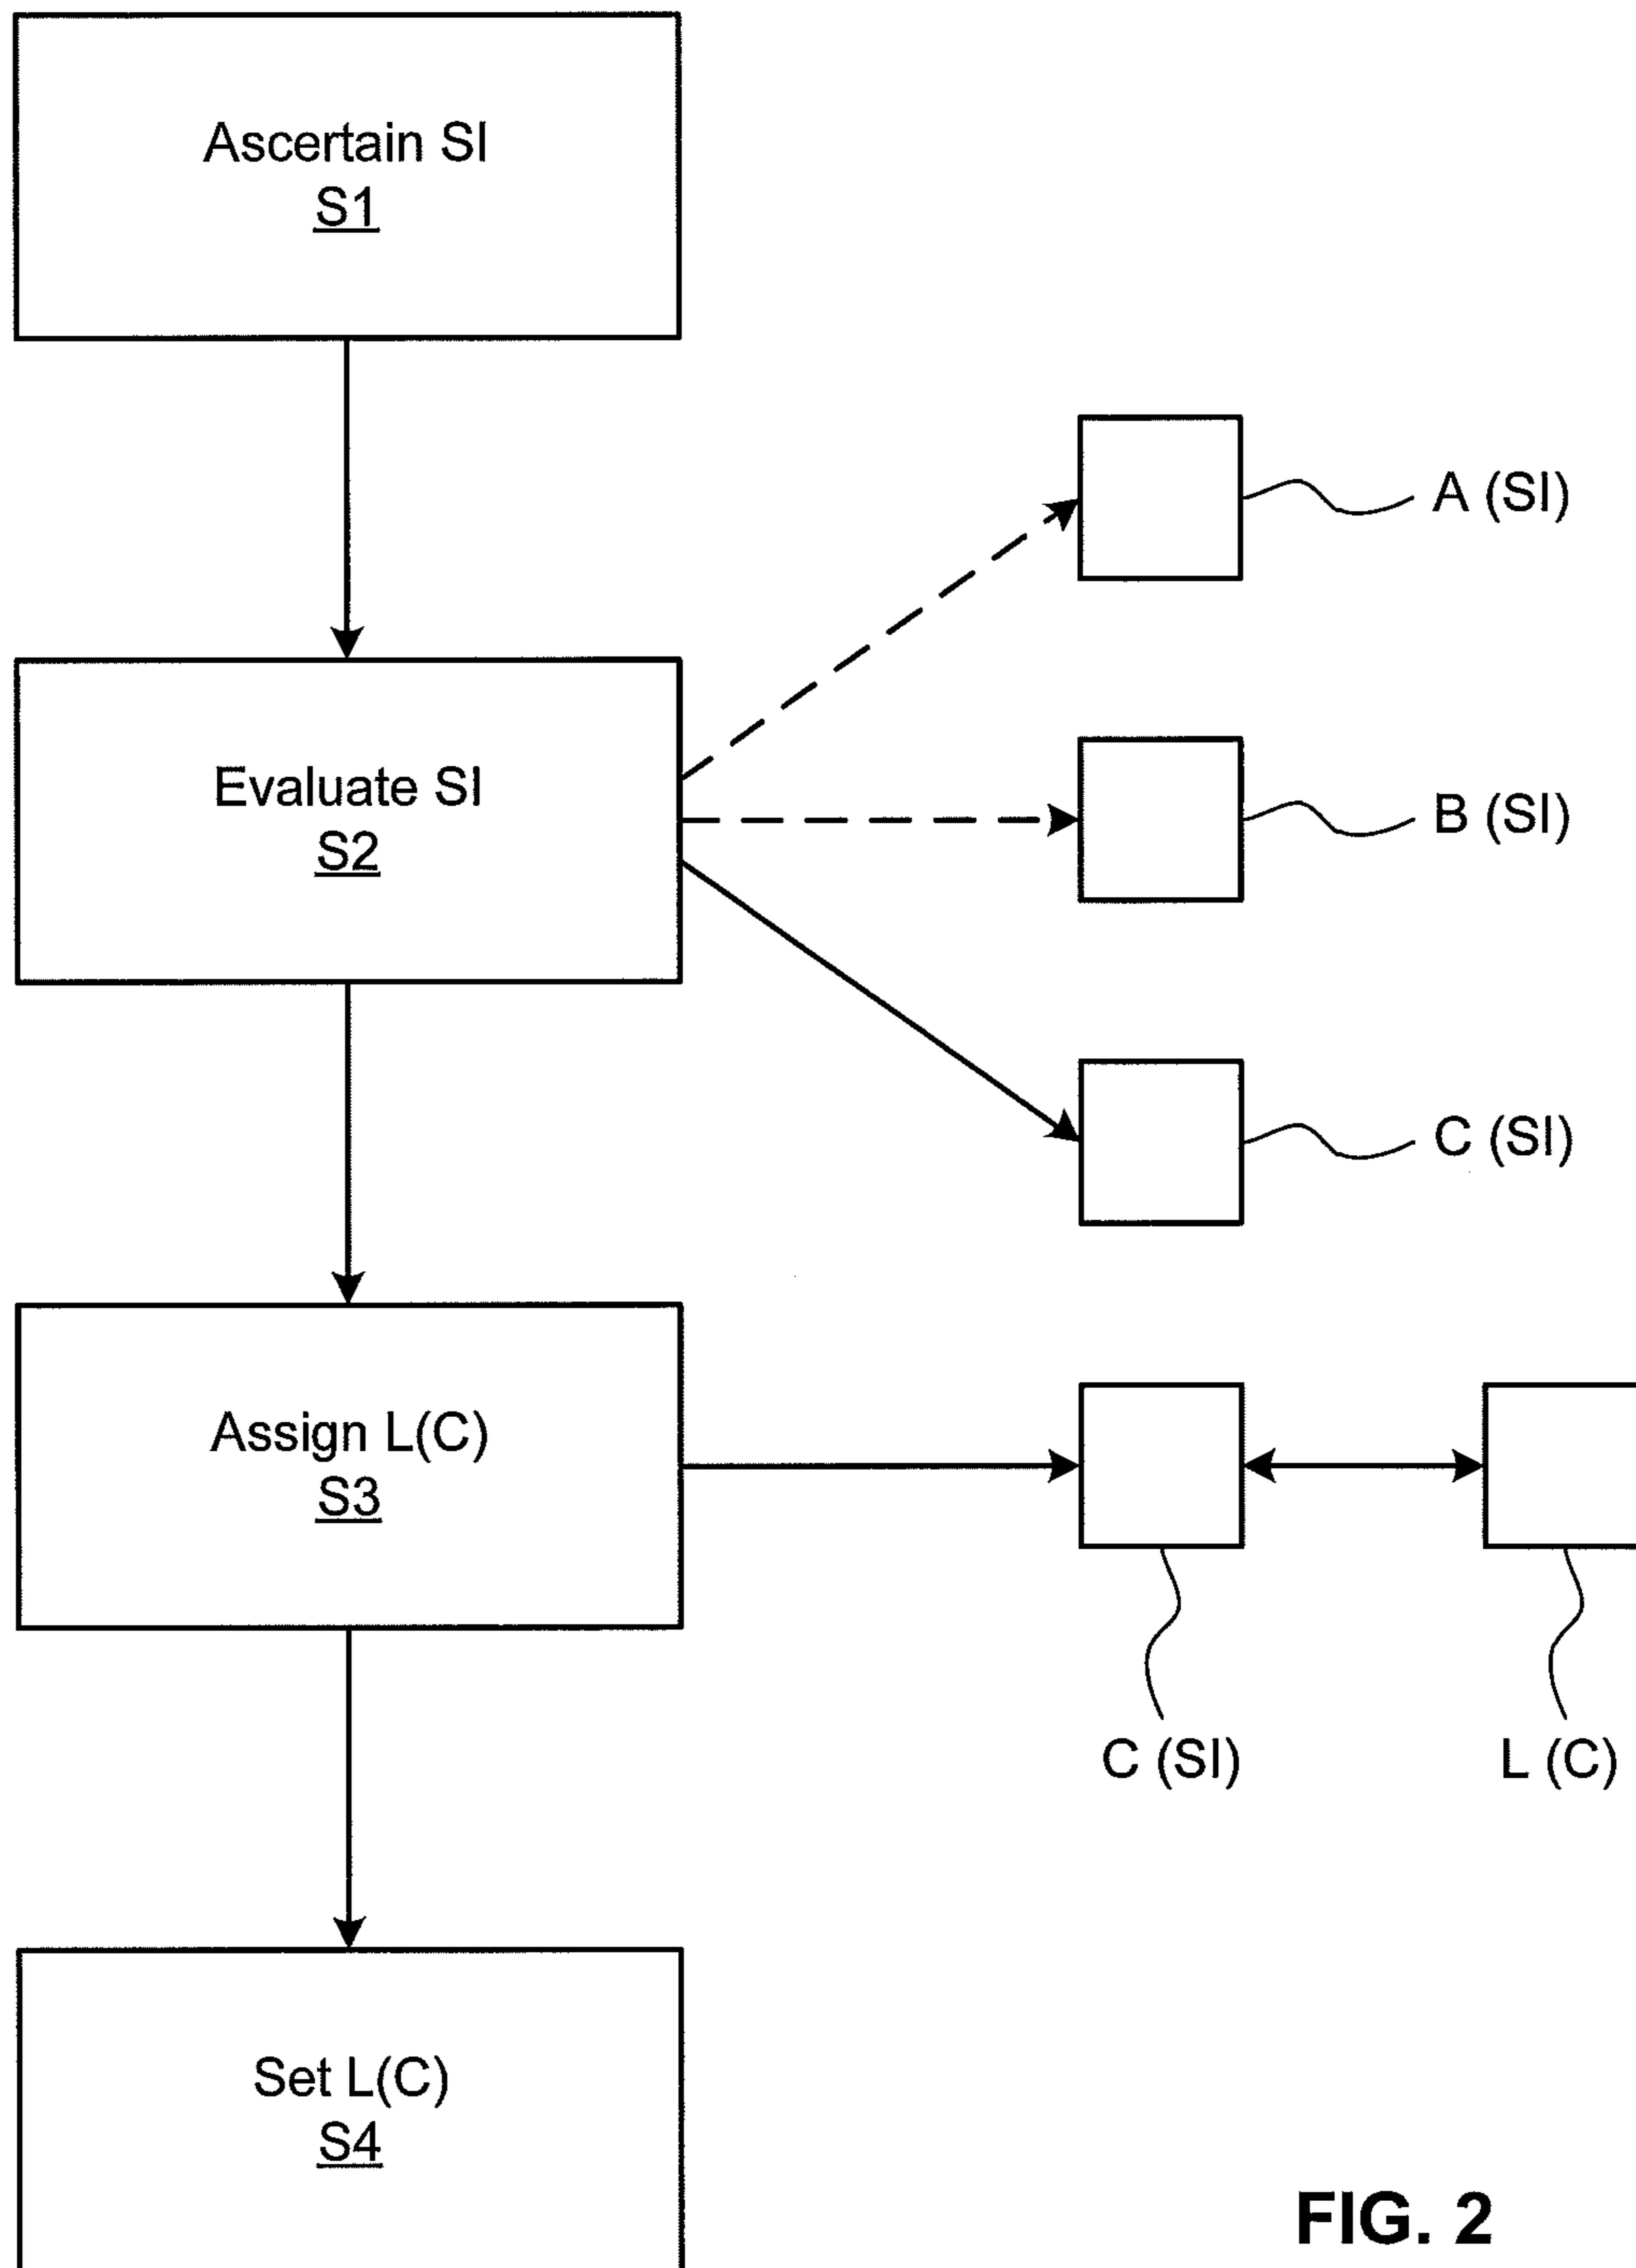 Ascertain SI
S1
A (SI)
Evaluate SI
S2
B (SI)
C (SI)
Assign L(C)
S3
C (SI)
L (C)
Set L(C)
S4
FIG. 2